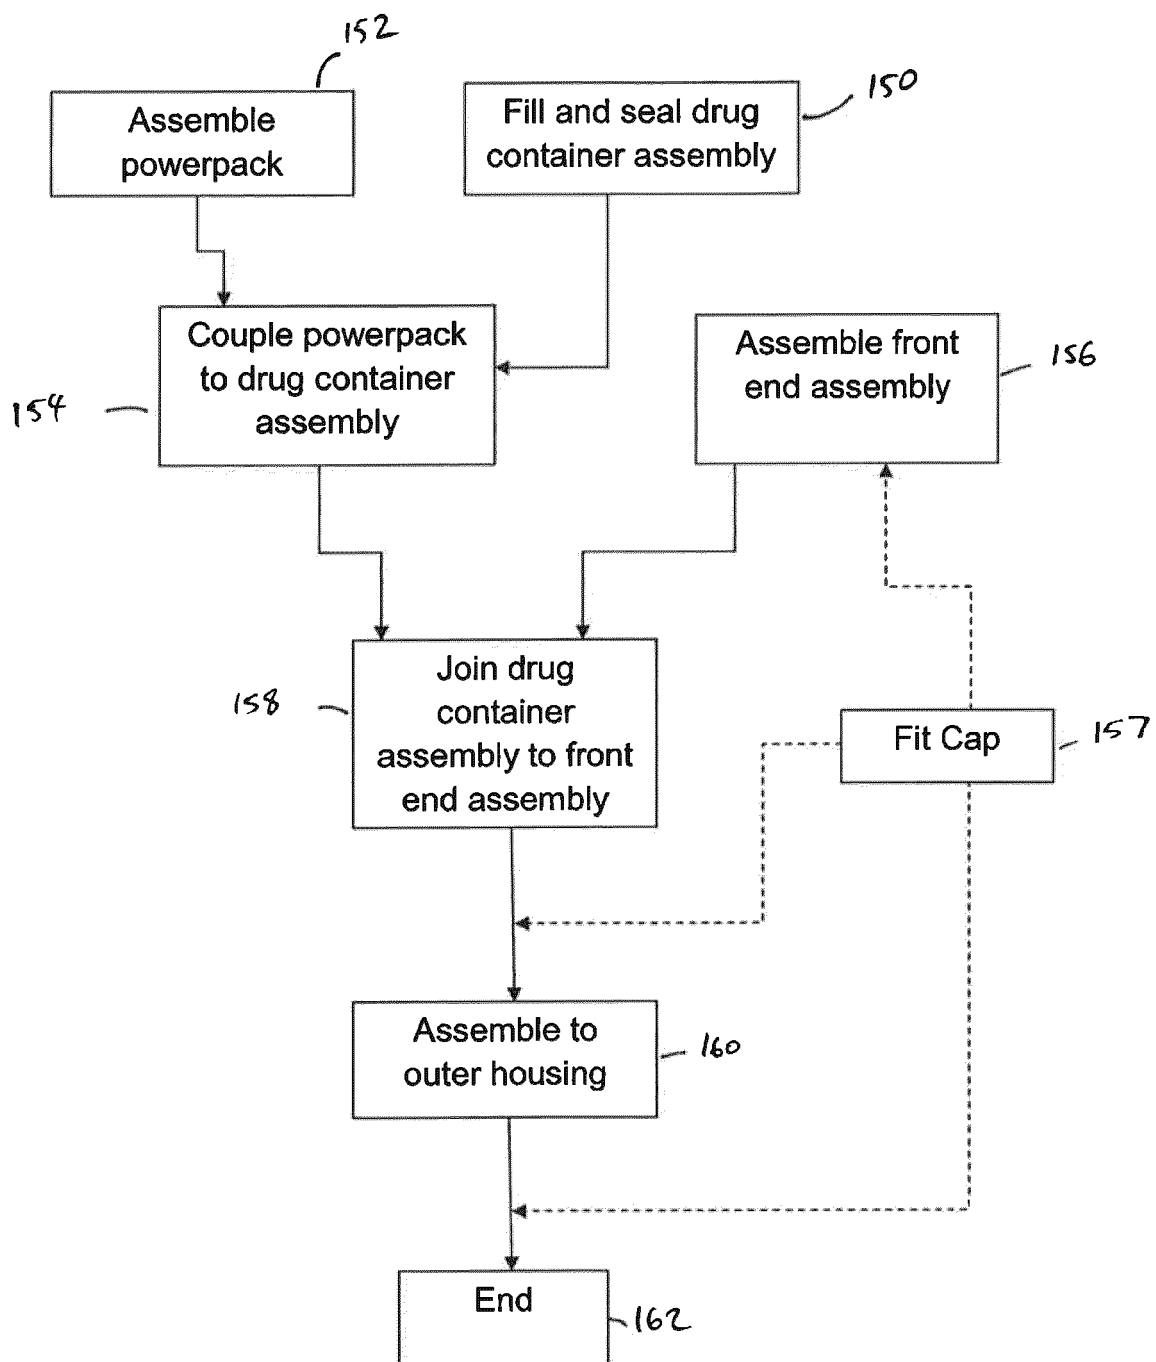 152
Assemble
powerpack
Fill and seal drug
container assembly
150
Couple powerpack
to drug container
assembly
154
Assemble front
end assembly
156
Join drug
container
assembly to front
end assembly
158
Fit Cap
157
Assemble to
outer housing
160
End
162